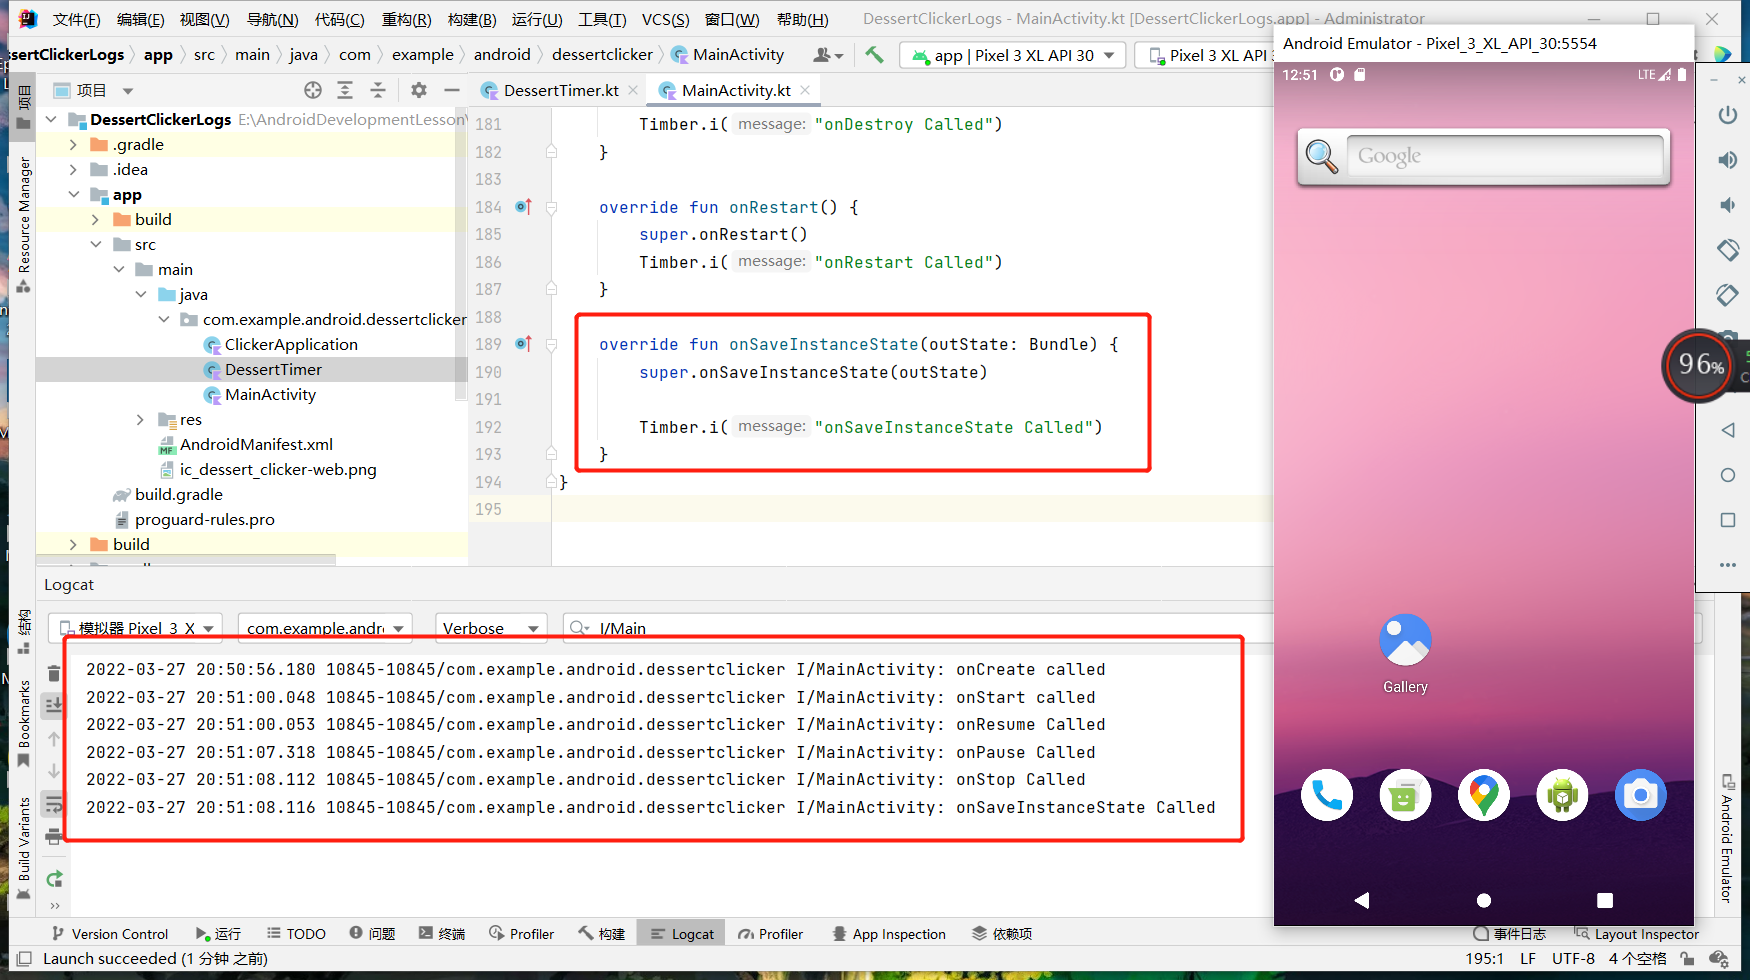 文件(F) 编辑(E) 视图(V) 导航(N) 代码(C) 重构(R) 构建(B) 运行(U) 工具(T) VCS(S) 窗口(W) 帮助(H) DessertClickerLogs - MainActivity.kt [DessertClickerLogs.app] - Administrator
ssertClickerLogs app src main java com example android dessertclicker MainActivity app | Pixel 3 XL API 30 Pixel 3 XL API 3
项目 DessertTimer.kt MainActivity.kt
项目
Resource Manager
结构
Bookmarks
Build Variants
DessertClickerLogs E:\AndroidDevelopmentLesson\
.gradle
.idea
app
build
src
main
java
com.example.android.dessertclicker
ClickerApplication
DessertTimer
MainActivity
res
AndroidManifest.xml
ic_dessert_clicker-web.png
build.gradle
proguard-rules.pro
build
181 Timber.i( message: "onDestroy Called")
182 }
183
184 override fun onRestart() {
185 super.onRestart()
186 Timber.i( message: "onRestart Called")
187 }
188
189 override fun onSaveInstanceState(outState: Bundle) {
190 super.onSaveInstanceState(outState)
191
192 Timber.i( message: "onSaveInstanceState Called")
193 }
194 }
195
Logcat
模拟器 Pixel_3_X com.example.andr Verbose I/Main
2022-03-27 20:50:56.180 10845-10845/com.example.android.dessertclicker I/MainActivity: onCreate called
2022-03-27 20:51:00.048 10845-10845/com.example.android.dessertclicker I/MainActivity: onStart called
2022-03-27 20:51:00.053 10845-10845/com.example.android.dessertclicker I/MainActivity: onResume Called
2022-03-27 20:51:07.318 10845-10845/com.example.android.dessertclicker I/MainActivity: onPause Called
2022-03-27 20:51:08.112 10845-10845/com.example.android.dessertclicker I/MainActivity: onStop Called
2022-03-27 20:51:08.116 10845-10845/com.example.android.dessertclicker I/MainActivity: onSaveInstanceState Called
Android Emulator - Pixel_3_XL_API_30:5554
12:51 LTE
Google
Gallery
96%
Android Emulator
Version Control 运行 TODO 问题 终端 Profiler 构建 Logcat Profiler App Inspection 依赖项 事件日志 Layout Inspector
Launch succeeded (1 分钟 之前) 195:1 LF UTF-8 4 个空格